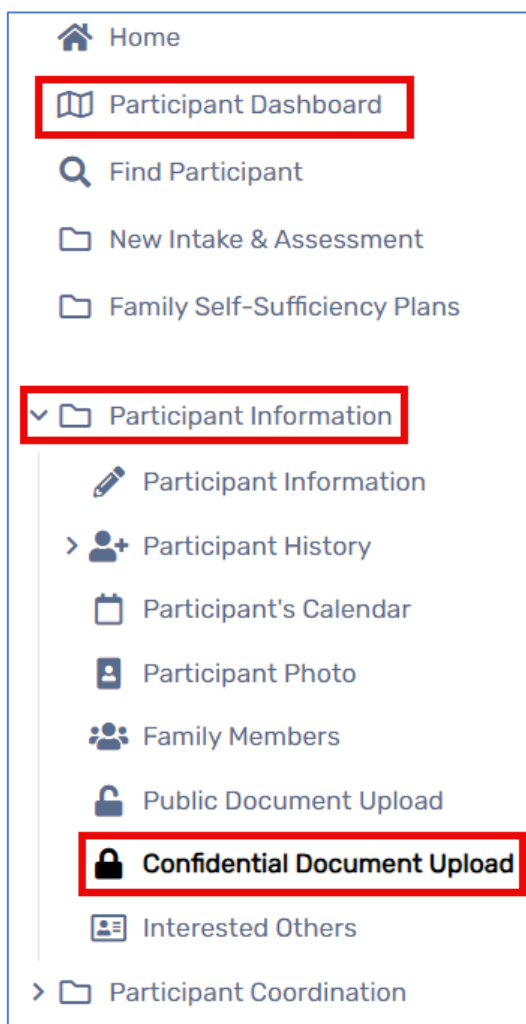 Home
Participant Dashboard
Find Participant
New Intake & Assessment
Family Self-Sufficiency Plans
Participant Information
Participant Information
Participant History
Participant's Calendar
Participant Photo
Family Members
Public Document Upload
Confidential Document Upload
Interested Others
Participant Coordination